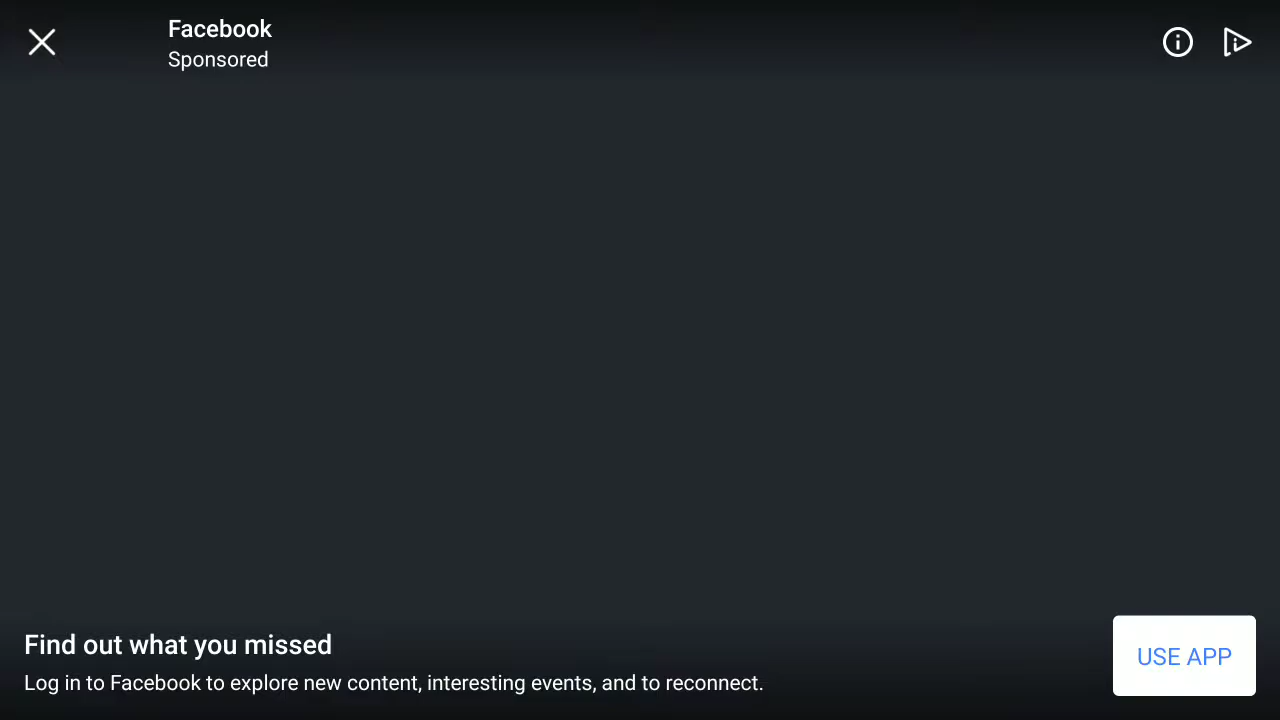 Facebook
Sponsored
Find out what you missed
Log in to Facebook to explore new content, interesting events, and to reconnect.
USE APP